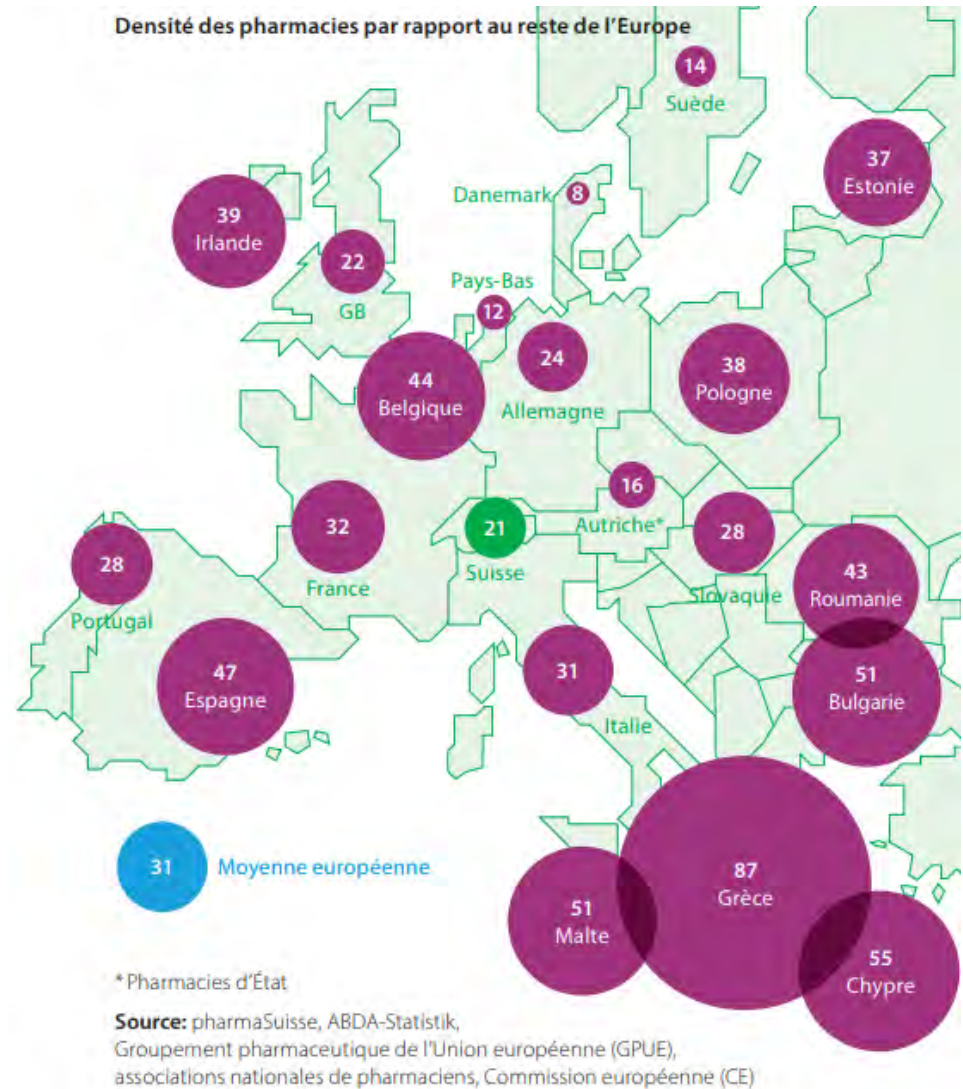 Densité des pharmacies par rapport au reste de l'Europe
14
Suède
37
Estonie
39
Irlande
Danemark
8
22
GB
Pays-Bas
12
24
Allemagne
38
Pologne
44
Belgique
16
Autriche*
32
France
21
Suisse
28
Slovaquie
28
Portugal
43
Roumanie
47
Espagne
31
Italie
51
Bulgarie
31
Moyenne européenne
87
Grèce
51
Malte
55
Chypre
* Pharmacies d'État
Source: pharmaSuisse, ABDA-Statistik,
Groupement pharmaceutique de l'Union européenne (GPUE),
associations nationales de pharmaciens, Commission européenne (CE)